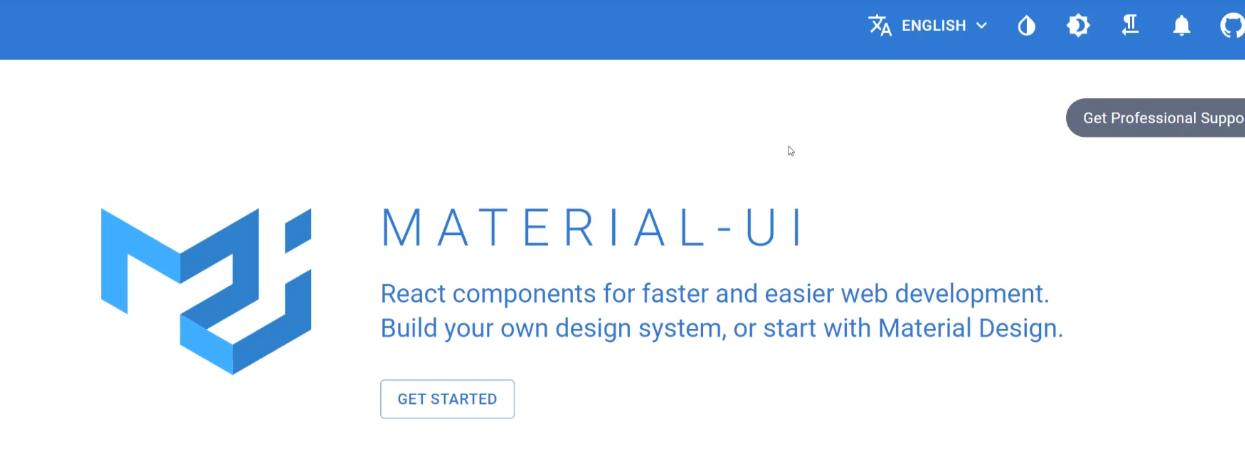 ENGLISH
Get Professional Suppo
MATERIAL-UI
React components for faster and easier web development.
Build your own design system, or start with Material Design.
GET STARTED